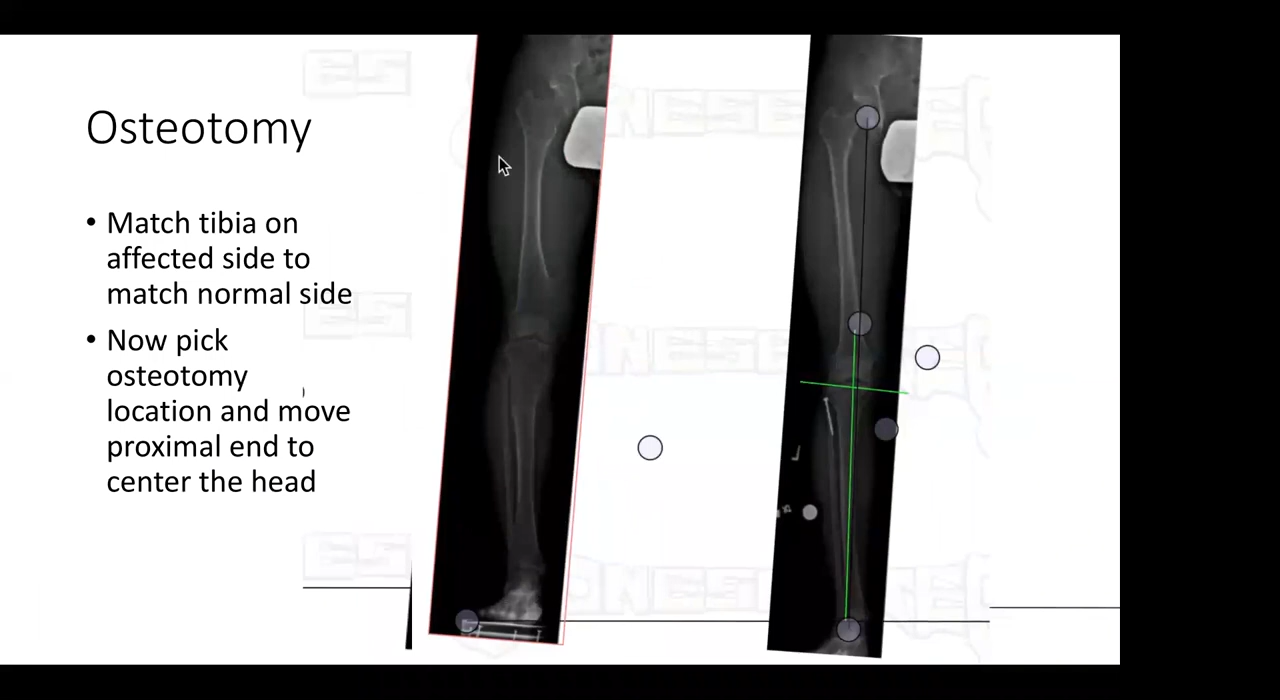 Osteotomy
• Match tibia on
affected side to
match normal side
• Now pick
osteotomy
location and move
proximal end to
center the head
L